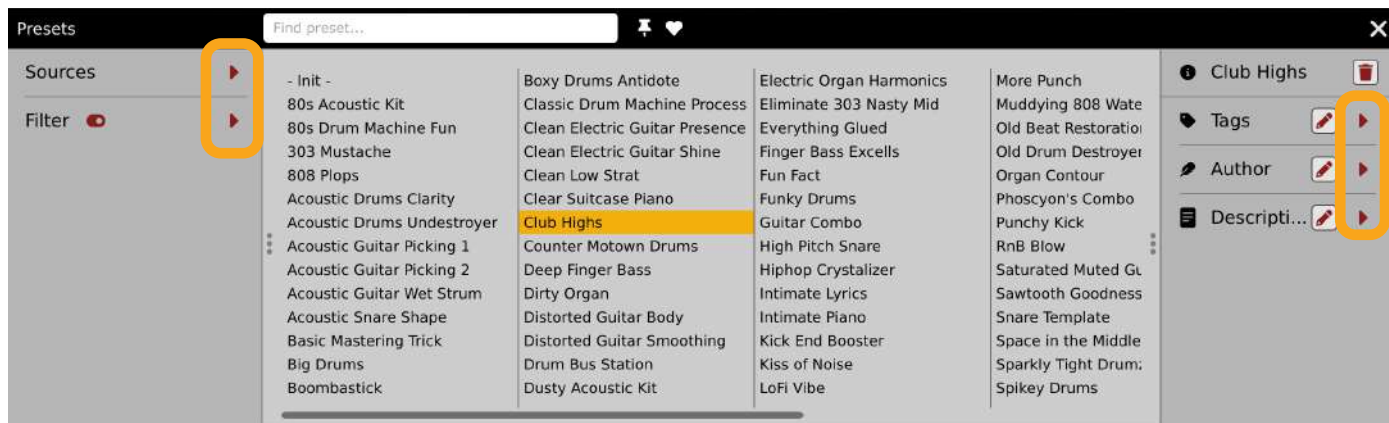 Presets
Find preset...
Sources
Filter
- Init -
80s Acoustic Kit
80s Drum Machine Fun
303 Mustache
808 Plops
Acoustic Drums Clarity
Acoustic Drums Undestroyer
Acoustic Guitar Picking 1
Acoustic Guitar Picking 2
Acoustic Guitar Wet Strum
Acoustic Snare Shape
Basic Mastering Trick
Big Drums
Boombastick
Boxy Drums Antidote
Classic Drum Machine Process
Clean Electric Guitar Presence
Clean Electric Guitar Shine
Clean Low Strat
Clear Suitcase Piano
Club Highs
Counter Motown Drums
Deep Finger Bass
Dirty Organ
Distorted Guitar Body
Distorted Guitar Smoothing
Drum Bus Station
Dusty Acoustic Kit
Electric Organ Harmonics
Eliminate 303 Nasty Mid
Everything Glued
Finger Bass Excells
Fun Fact
Funky Drums
Guitar Combo
High Pitch Snare
Hiphop Crystalizer
Intimate Lyrics
Intimate Piano
Kick End Booster
Kiss of Noise
LoFi Vibe
More Punch
Muddying 808 Wate
Old Beat Restoratio
Old Drum Destroyer
Organ Contour
Phoscyon's Combo
Punchy Kick
RnB Blow
Saturated Muted Gu
Sawtooth Goodness
Snare Template
Space in the Middle
Sparkly Tight Drum
Spikey Drums
Club Highs
Tags
Author
Descripti...